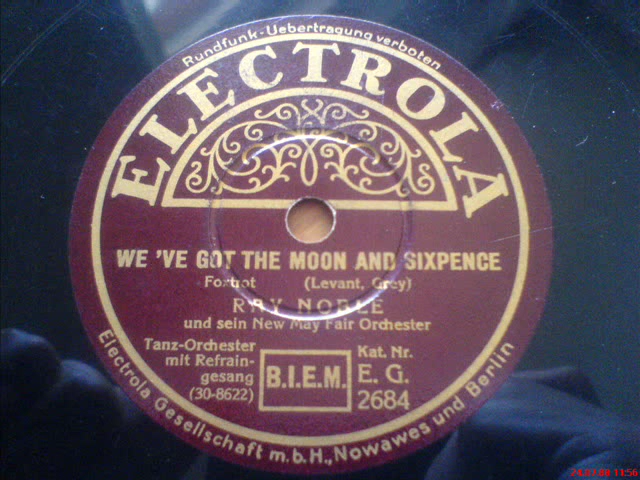 Rundfunk-Uebertragung verboten
ELECTROLA
WE 'VE GOT THE MOON AND SIXPENCE
Foxtrot (Levant, Grey)
RAY NOBLE
und sein New May Fair Orchester
Tanz-Orchester
mit Refrain-
gesang
(30-8622)
B.I.E.M.
Kat. Nr.
E. G.
2684
Electrola Gesellschaft m.b.H., Nowawes und Berlin